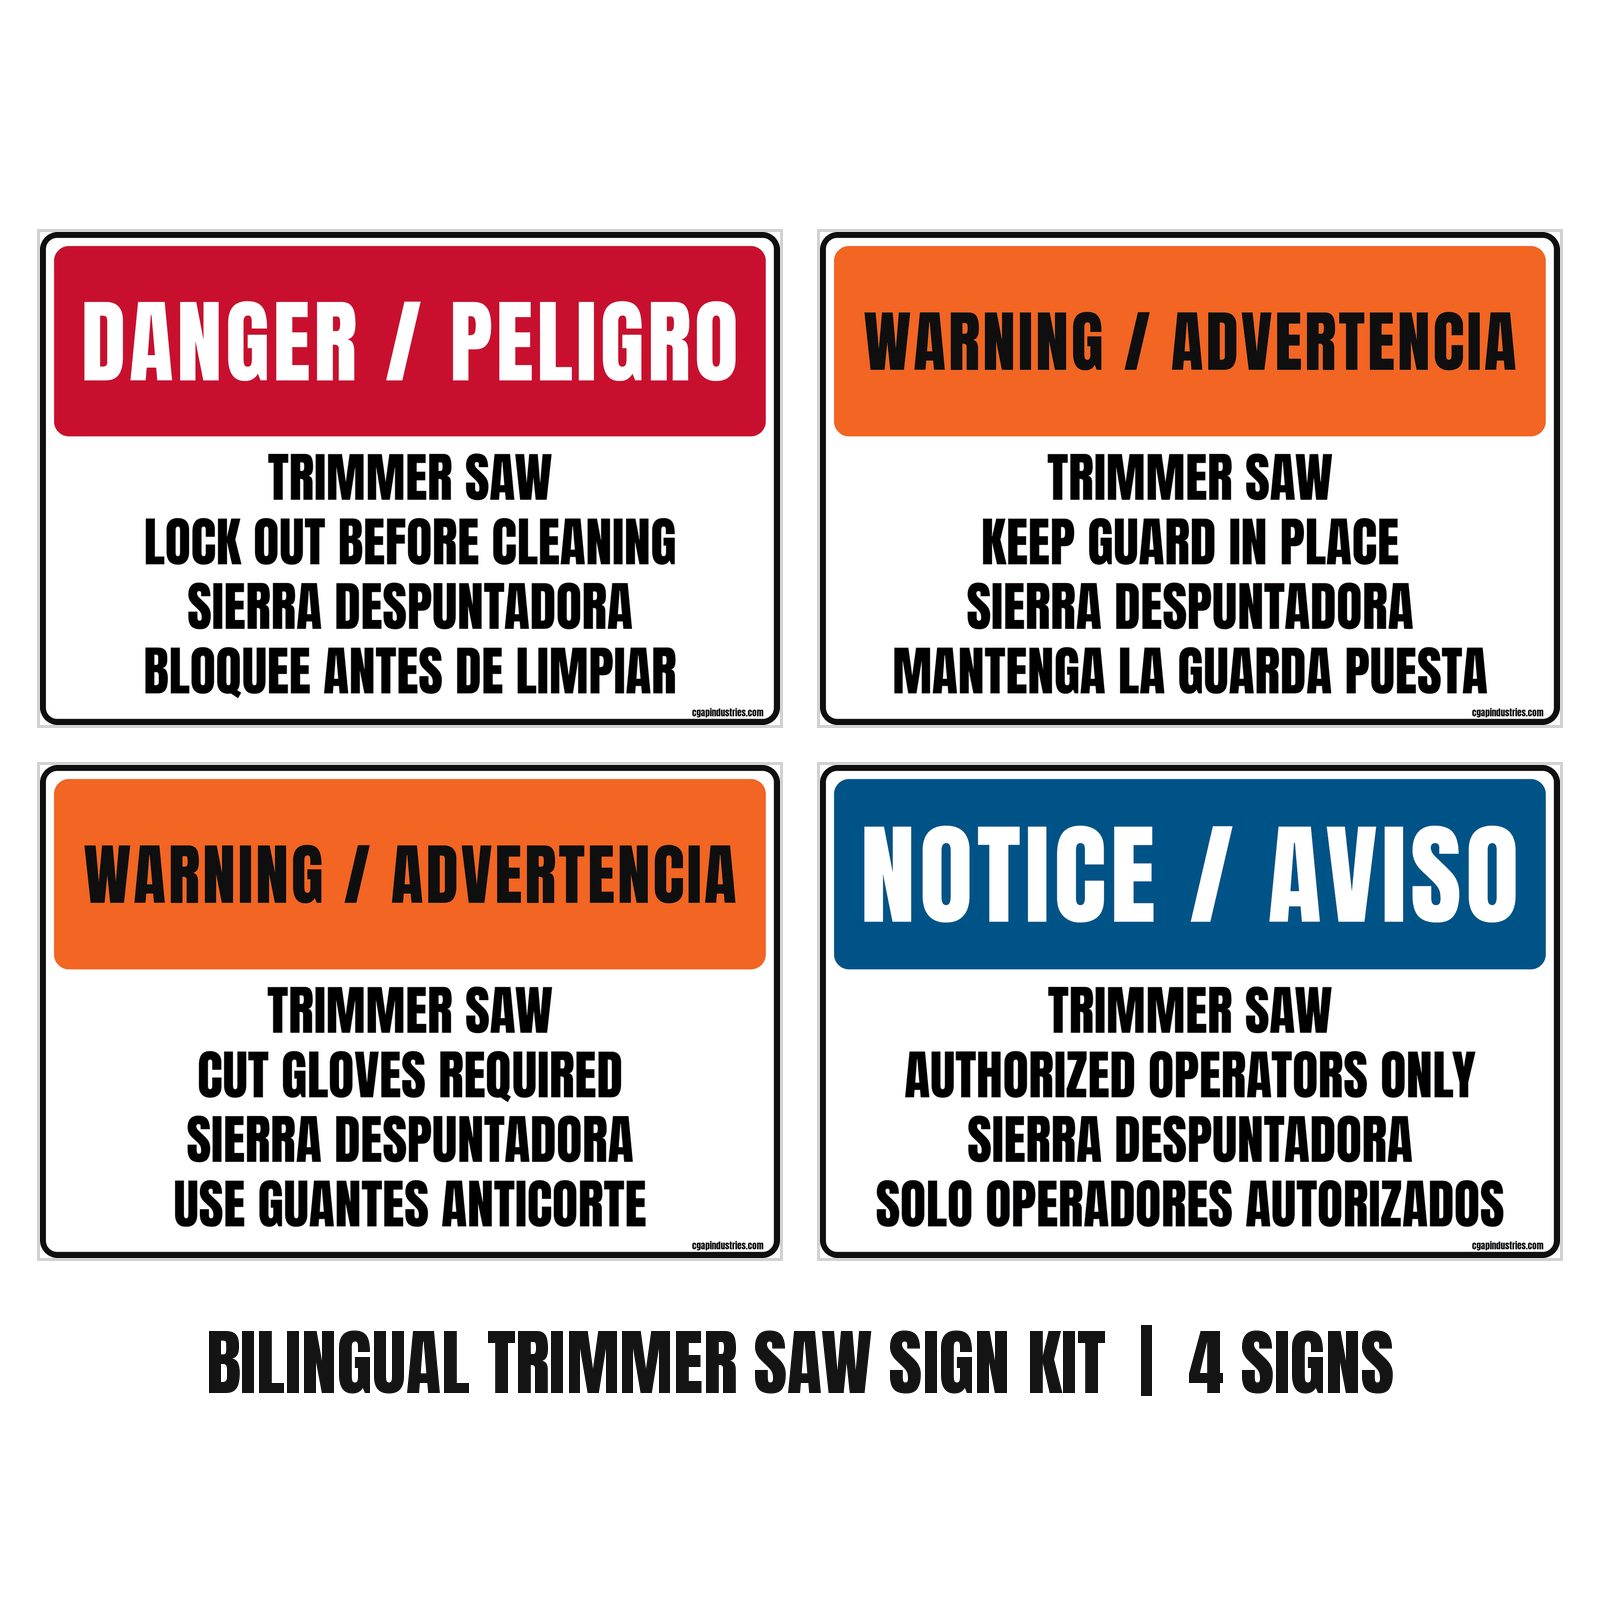 DANGER / PELIGRO
TRIMMER SAW
LOCK OUT BEFORE CLEANING
SIERRA DESPUNTADORA
BLOQUEE ANTES DE LIMPIAR
cgapindustries.com
WARNING / ADVERTENCIA
TRIMMER SAW
KEEP GUARD IN PLACE
SIERRA DESPUNTADORA
MANTENGA LA GUARDA PUESTA
cgapindustries.com
WARNING / ADVERTENCIA
TRIMMER SAW
CUT GLOVES REQUIRED
SIERRA DESPUNTADORA
USE GUANTES ANTICORTE
cgapindustries.com
NOTICE / AVISO
TRIMMER SAW
AUTHORIZED OPERATORS ONLY
SIERRA DESPUNTADORA
SOLO OPERADORES AUTORIZADOS
cgapindustries.com
BILINGUAL TRIMMER SAW SIGN KIT | 4 SIGNS